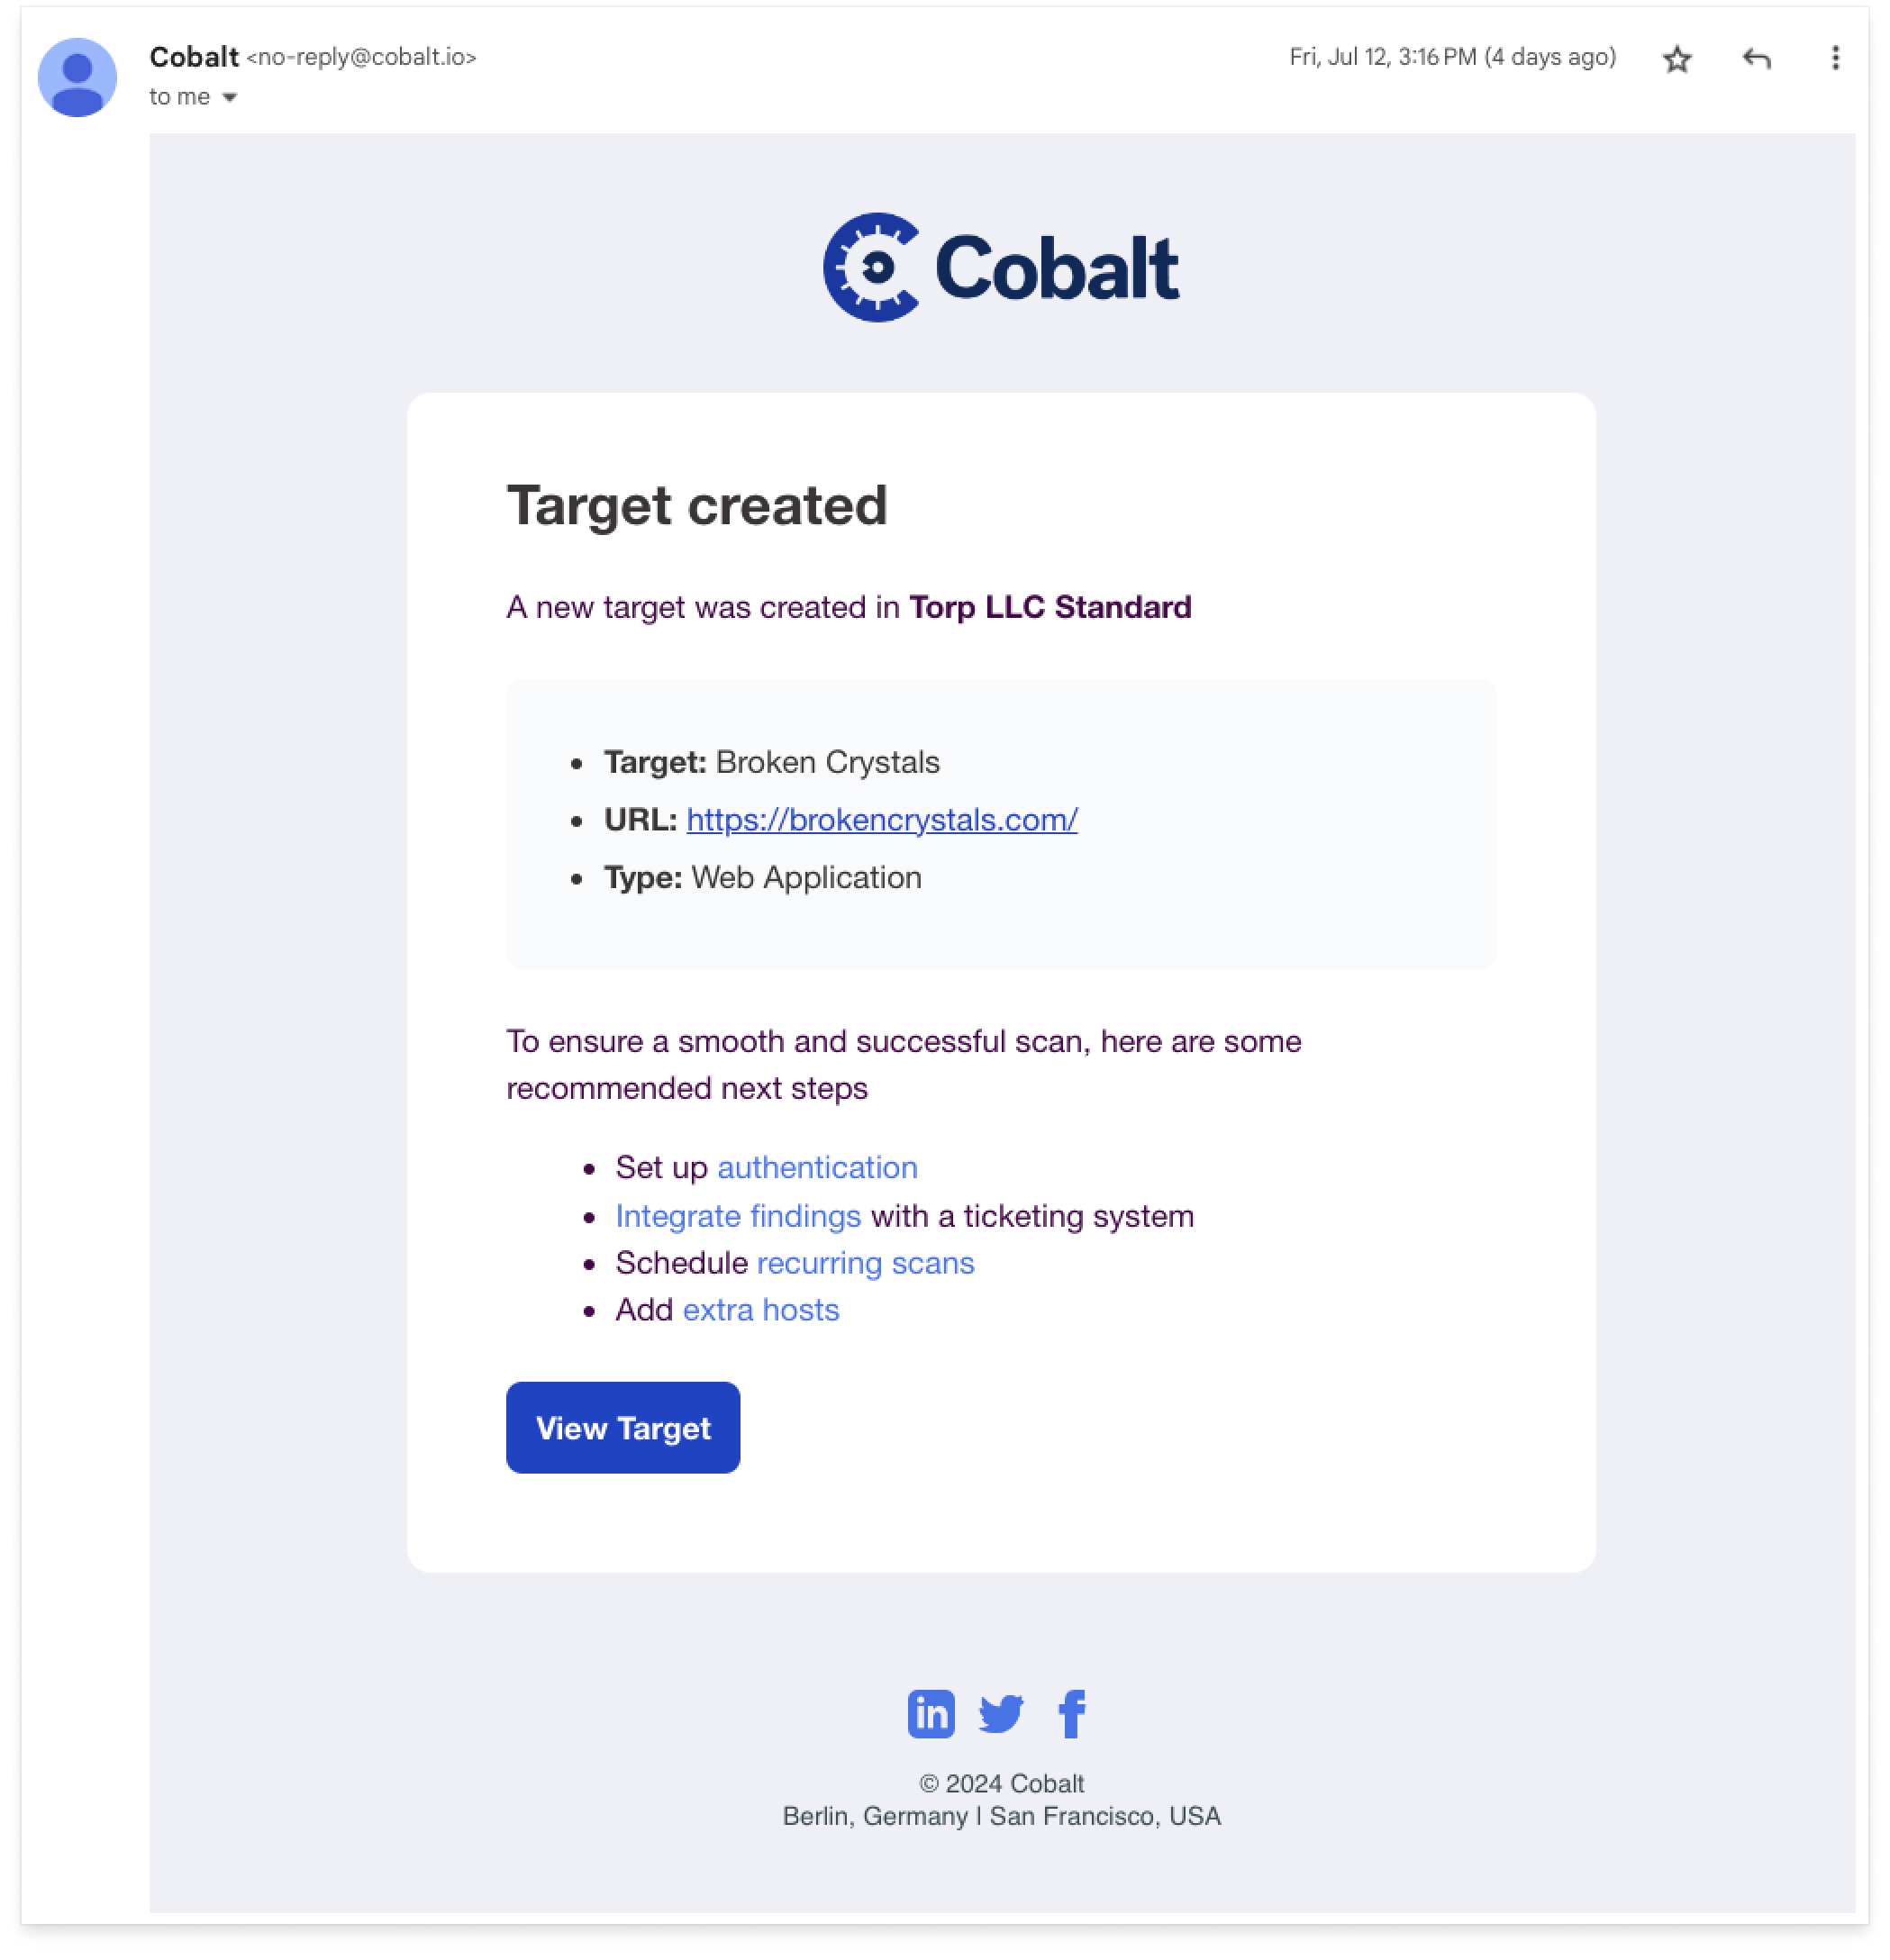 Cobalt <no-reply@cobalt.io>
Fri, Jul 12, 3:16 PM (4 days ago)
to me
Cobalt
Target created
A new target was created in Torp LLC Standard
Target: Broken Crystals
URL: https://brokencrystals.com/
Type: Web Application
To ensure a smooth and successful scan, here are some
recommended next steps
Set up authentication
Integrate findings with a ticketing system
Schedule recurring scans
Add extra hosts
View Target
in
f
© 2024 Cobalt
Berlin, Germany | San Francisco, USA